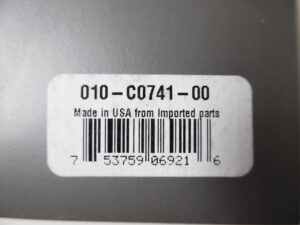 010-C0741-00
Made in USA from imported parts
7 53759 06921 6